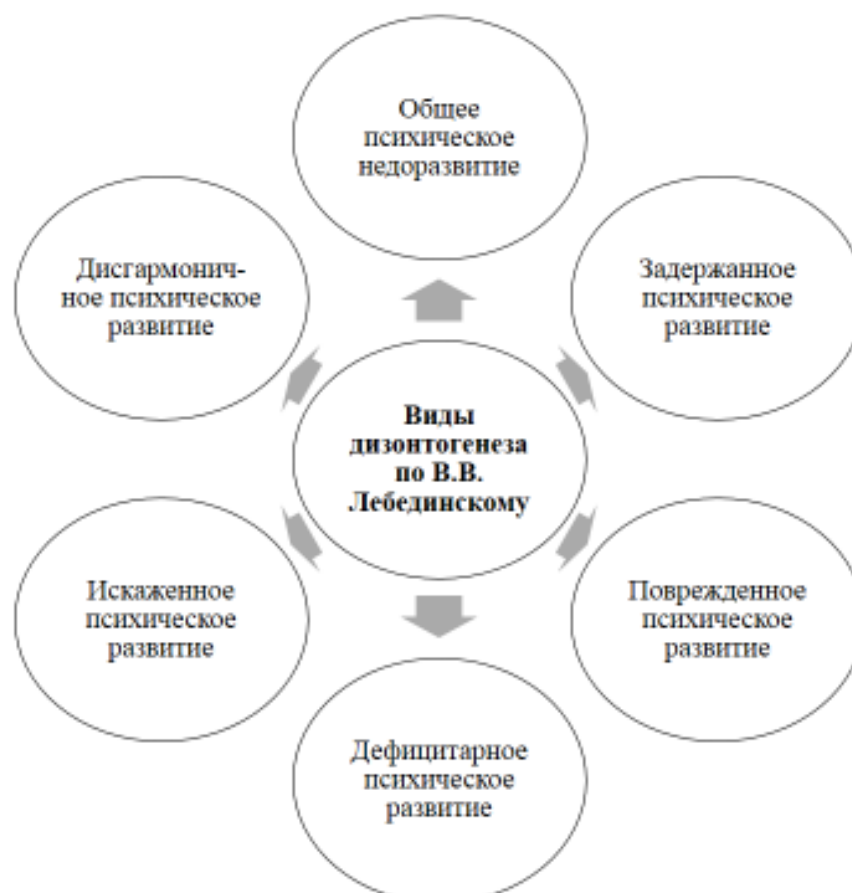 Общее
психическое
недоразвитие
Дисгармонич-
ное психическое
развитие
Задержанное
психическое
развитие
Виды
дизонтогенеза
по В.В.
Лебединскому
Искаженное
психическое
развитие
Поврежденное
психическое
развитие
Дефицитарное
психическое
развитие